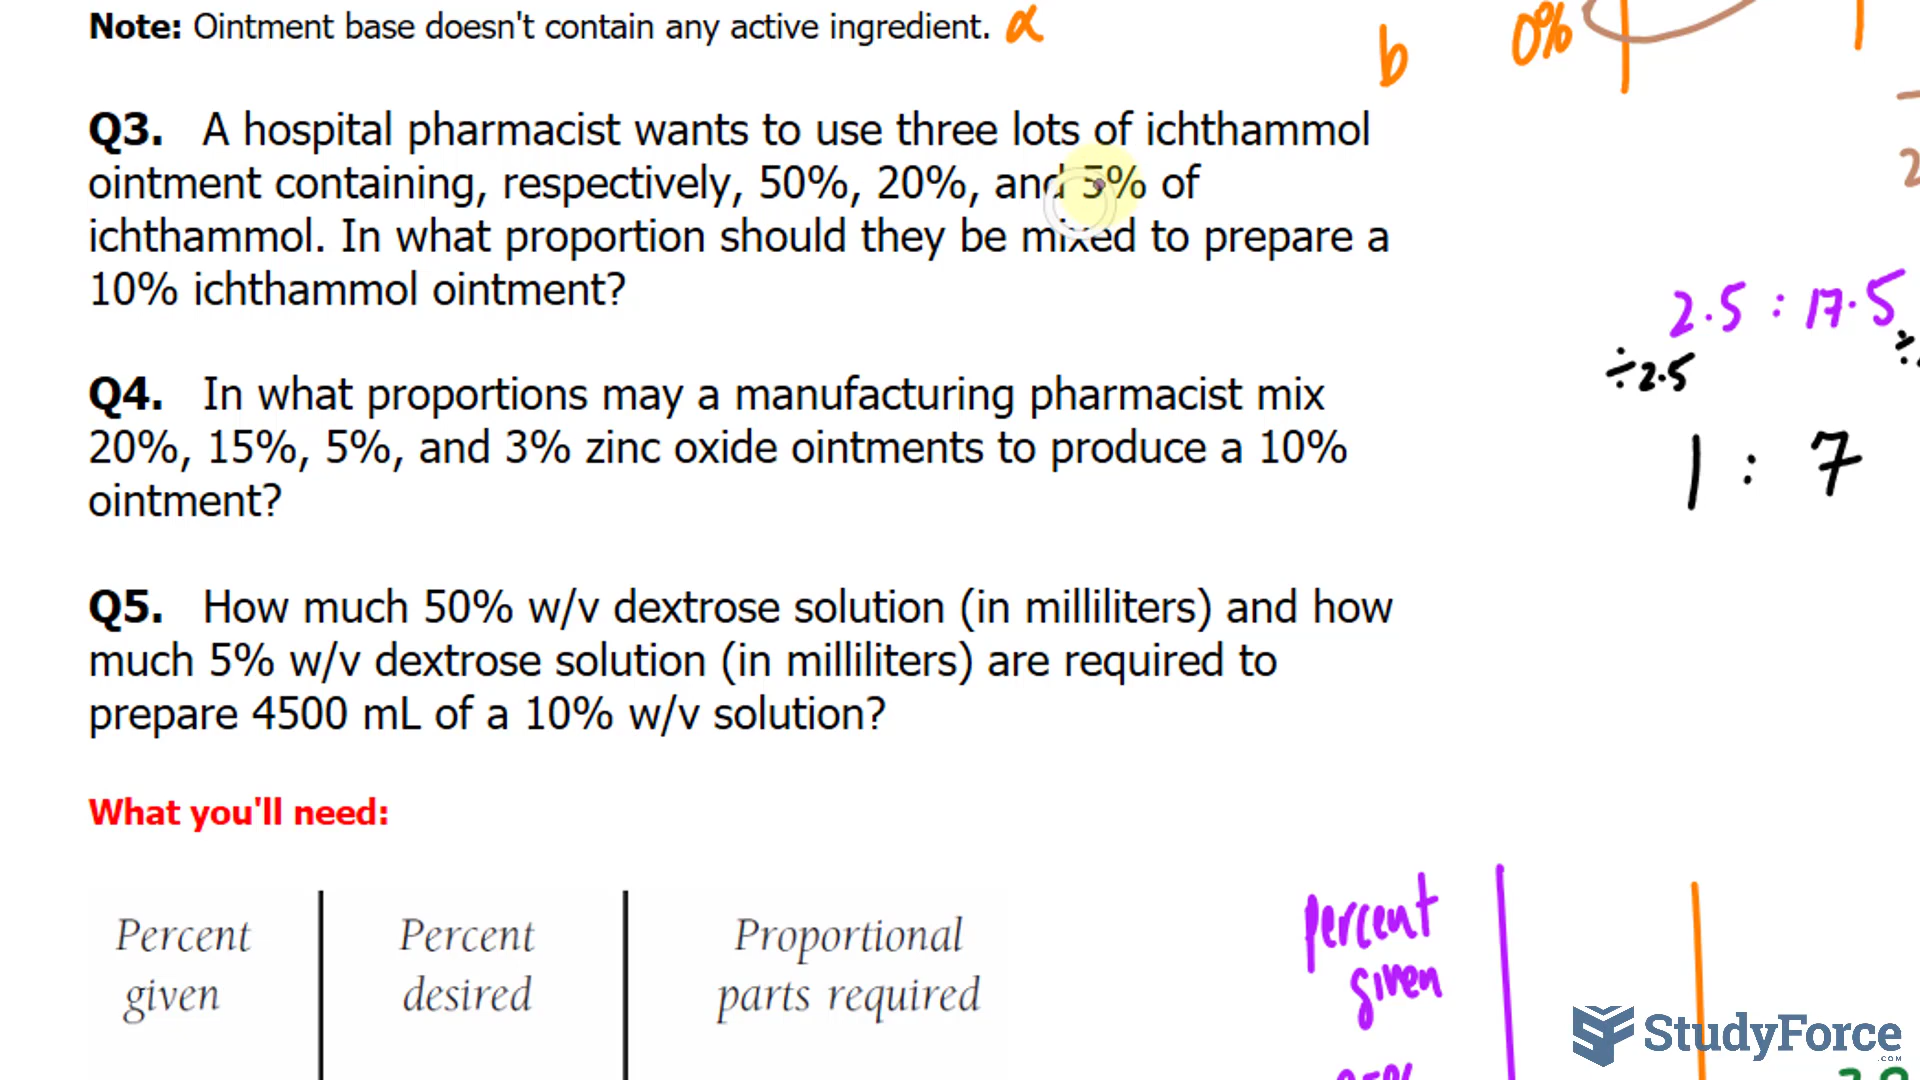 Note: Ointment base doesn't contain any active ingredient. α
b
0%
Q3. A hospital pharmacist wants to use three lots of ichthammol
ointment containing, respectively, 50%, 20%, and 5% of
ichthammol. In what proportion should they be mixed to prepare a
10% ichthammol ointment?
2
2.5 : 17.5
÷2.5 ÷
1 : 7
Q4. In what proportions may a manufacturing pharmacist mix
20%, 15%, 5%, and 3% zinc oxide ointments to produce a 10%
ointment?
Q5. How much 50% w/v dextrose solution (in milliliters) and how
much 5% w/v dextrose solution (in milliliters) are required to
prepare 4500 mL of a 10% w/v solution?
What you'll need:
Percent Percent Proportional
given desired parts required
percent
given
StudyForce
.COM